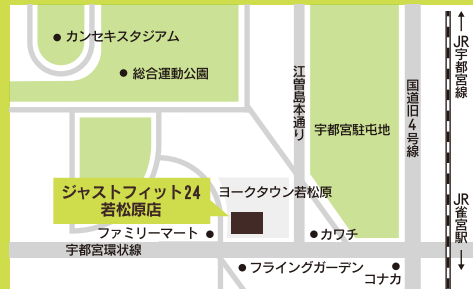 カンセキスタジアム
総合運動公園
江曽島本通り
宇都宮駐屯地
国道旧4号線
JR宇都宮線
ジャストフィット24
若松原店
ヨークタウン若松原
ファミリーマート
カワチ
宇都宮環状線
フライングガーデン
コナカ
JR雀宮駅